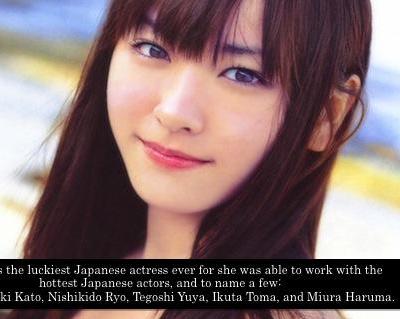 s the luckiest Japanese actress ever for she was able to work with the
hottest Japanese actors, and to name a few:
ki Kato, Nishikido Ryo, Tegoshi Yuya, Ikuta Toma, and Miura Haruma.